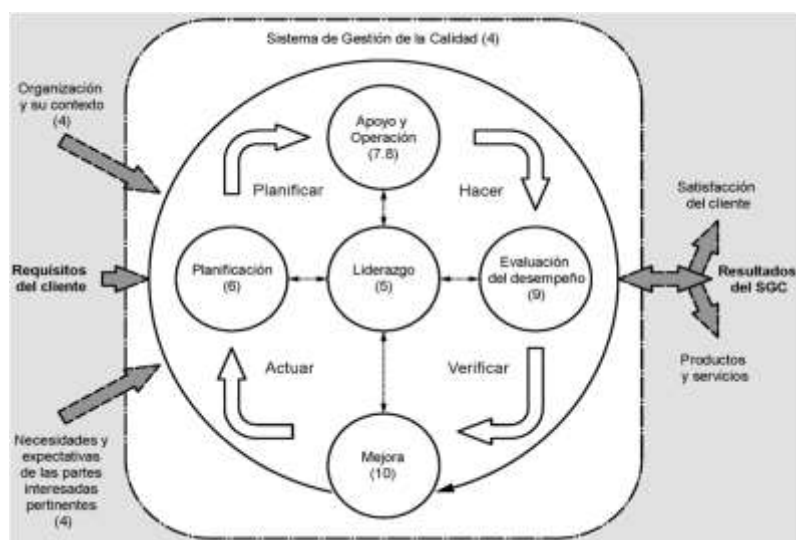 Sistema de Gestión de la Calidad (4)
Organización
y su contexto
(4)
Apoyo y
Operación
(7.8)
Planificar
Hacer
Satisfacción
del cliente
Requisitos
del cliente
Planificación
(6)
Liderazgo
(5)
Evaluación
del desempeño
(9)
Resultados
del SGC
Actuar
Verificar
Productos
y servicios
Necesidades y
expectativas
de las partes
interesadas
pertinentes
(4)
Mejora
(10)